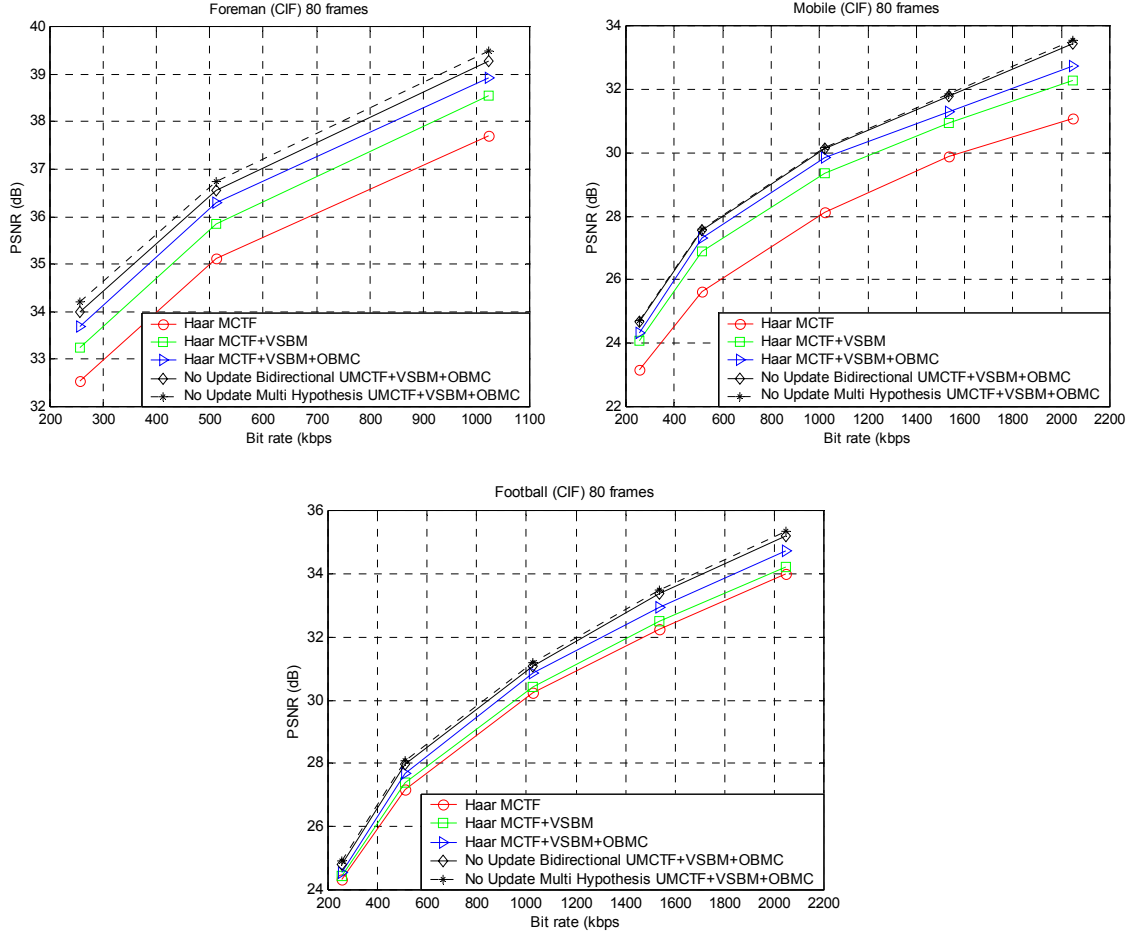 Foreman (CIF) 80 frames
40
39
38
37
36
35
34
33
32
PSNR (dB)
Haar MCTF
Haar MCTF+VSBM
Haar MCTF+VSBM+OBMC
No Update Bidirectional UMCTF+VSBM+OBMC
No Update Multi Hypothesis UMCTF+VSBM+OBMC
200 300 400 500 600 700 800 900 1000 1100
Bit rate (kbps
Mobile (CIF) 80 frames
34
32
30
28
26
24
22
PSNR (dB)
Haar MCTF
Haar MCTF+VSBM
Haar MCTF+VSBM+OBMC
No Update Bidirectional UMCTF+VSBM+OBMC
No Update Multi Hypothesis UMCTF+VSBM+OBMC
200 400 600 800 1000 1200 1400 1600 1800 2000 2200
Bit rate (kbps
Football (CIF) 80 frames
36
34
32
30
28
26
24
PSNR (dB)
Haar MCTF
Haar MCTF+VSBM
Haar MCTF+VSBM+OBMC
No Update Bidirectional UMCTF+VSBM+OBMC
No Update Multi Hypothesis UMCTF+VSBM+OBMC
200 400 600 800 1000 1200 1400 1600 1800 2000 2200
Bit rate (kbps